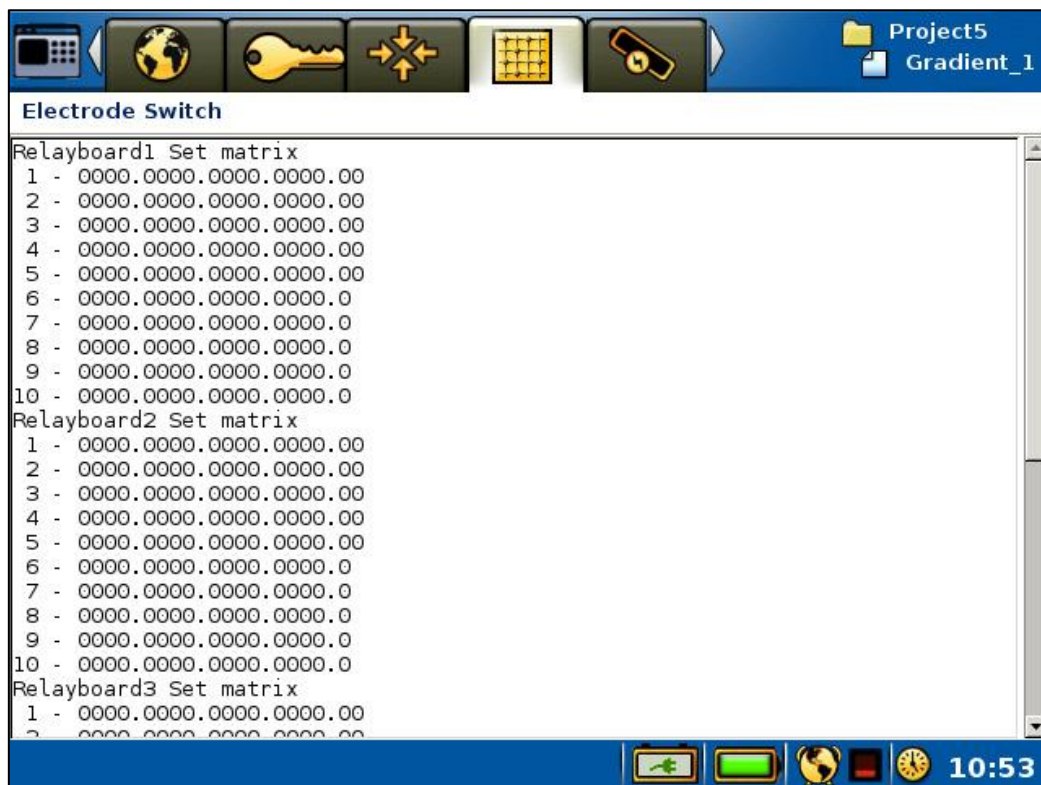 Project5
Gradient_1
Electrode Switch
Relayboard1 Set matrix
1 - 0000.0000.0000.0000.00
2 - 0000.0000.0000.0000.00
3 - 0000.0000.0000.0000.00
4 - 0000.0000.0000.0000.00
5 - 0000.0000.0000.0000.00
6 - 0000.0000.0000.0000.0
7 - 0000.0000.0000.0000.0
8 - 0000.0000.0000.0000.0
9 - 0000.0000.0000.0000.0
10 - 0000.0000.0000.0000.0
Relayboard2 Set matrix
1 - 0000.0000.0000.0000.00
2 - 0000.0000.0000.0000.00
3 - 0000.0000.0000.0000.00
4 - 0000.0000.0000.0000.00
5 - 0000.0000.0000.0000.00
6 - 0000.0000.0000.0000.0
7 - 0000.0000.0000.0000.0
8 - 0000.0000.0000.0000.0
9 - 0000.0000.0000.0000.0
10 - 0000.0000.0000.0000.0
Relayboard3 Set matrix
1 - 0000.0000.0000.0000.00
10:53